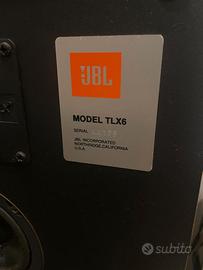 JBL
MODEL TLX6
SERIAL
JBL INCORPORATED
NORTHRIDGE, CALIFORNIA
U.S.A
subito